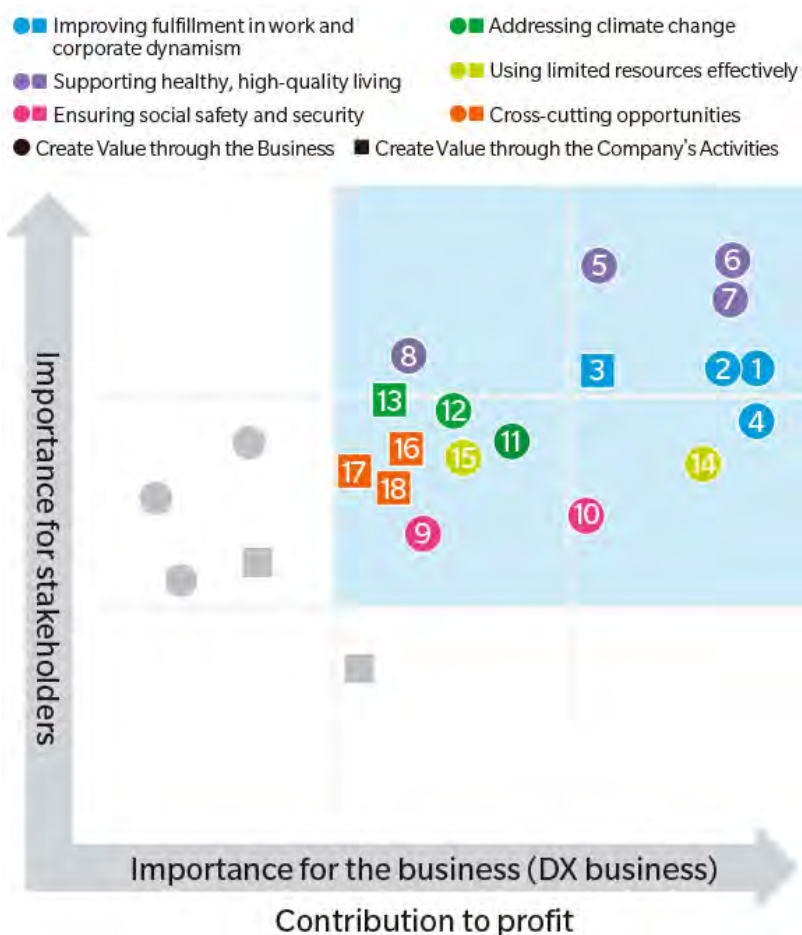 Improving fulfillment in work and
corporate dynamism
Supporting healthy, high-quality living
Ensuring social safety and security
Addressing climate change
Using limited resources effectively
Cross-cutting opportunities
Create Value through the Business
Create Value through the Company's Activities
Importance for stakeholders
5
6
7
8
3
2
1
13
12
4
11
16
15
14
17
18
10
9
Importance for the business (DX business)
Contribution to profit